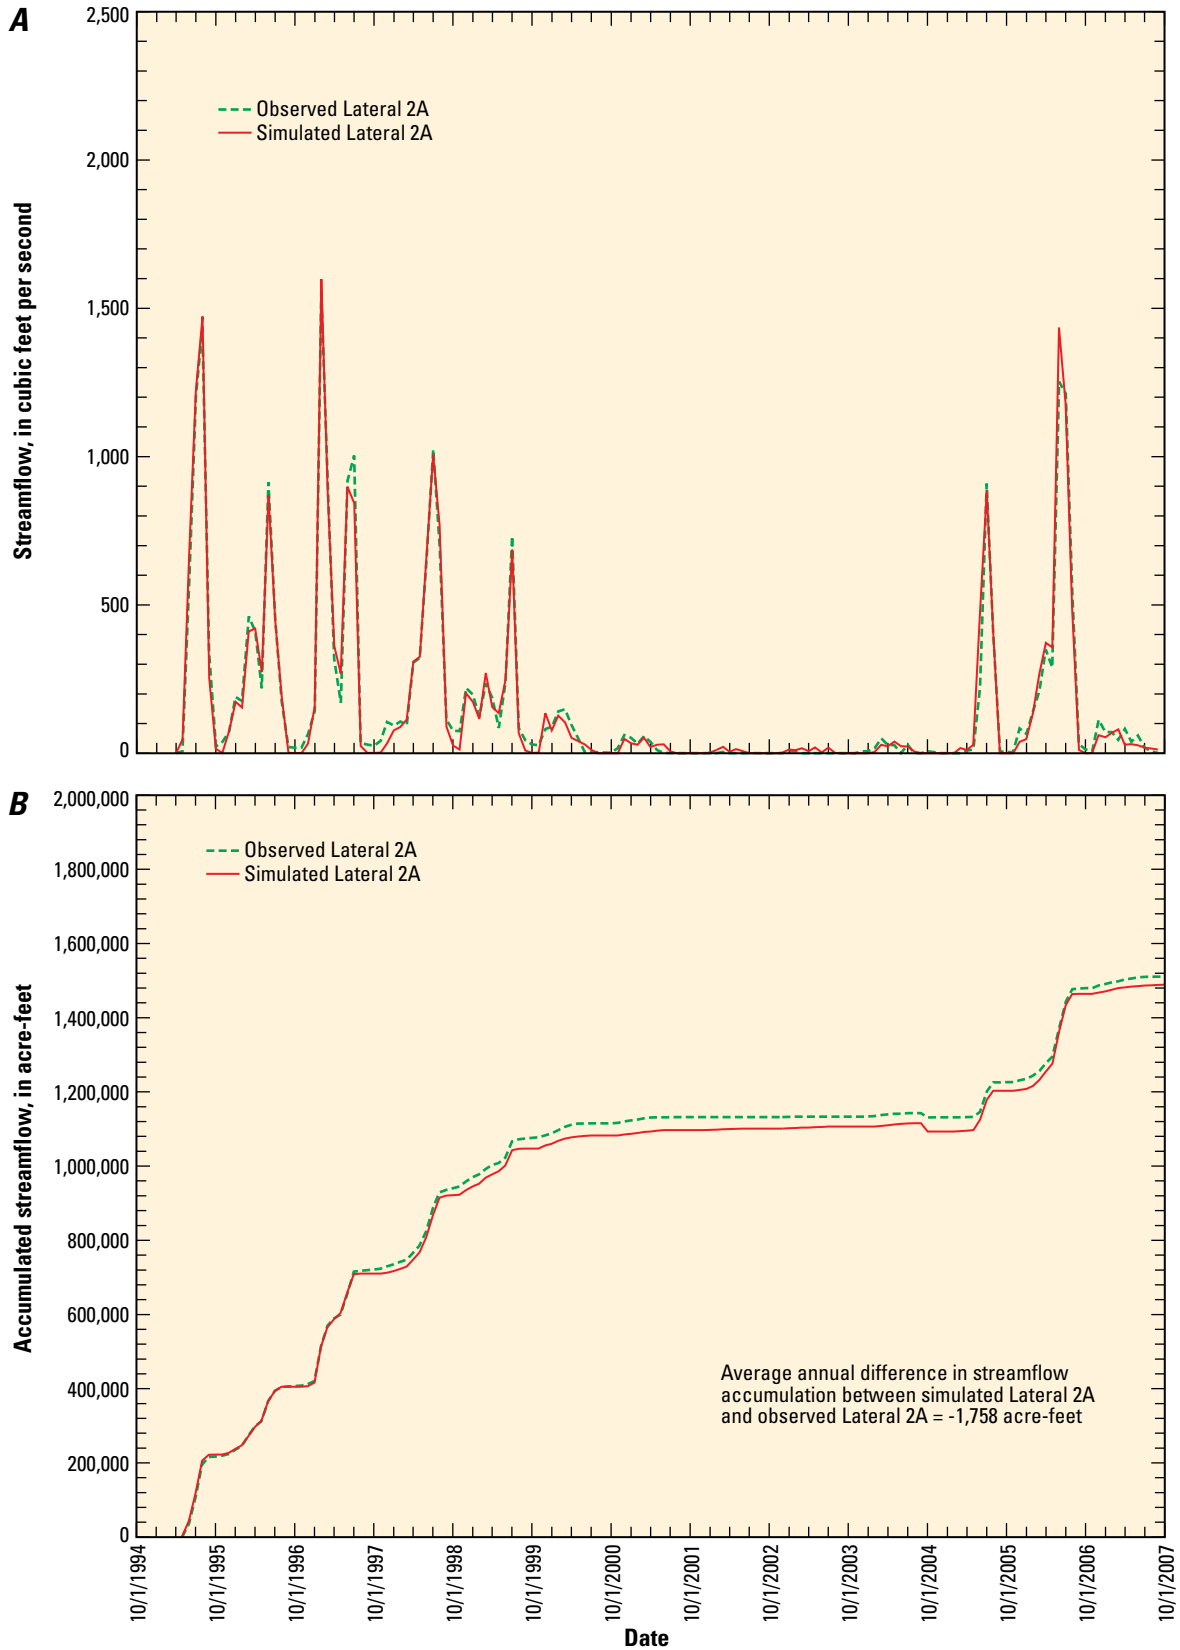 A
2,500
2,000
1,500
1,000
500
0
Streamflow, in cubic feet per second
Observed Lateral 2A
Simulated Lateral 2A
B
2,000,000
1,800,000
1,600,000
1,400,000
1,200,000
1,000,000
800,000
600,000
400,000
200,000
0
Accumulated streamflow, in acre-feet
Observed Lateral 2A
Simulated Lateral 2A
Average annual difference in streamflow
accumulation between simulated Lateral 2A
and observed Lateral 2A = -1,758 acre-feet
10/1/1994
10/1/1995
10/1/1996
10/1/1997
10/1/1998
10/1/1999
10/1/2000
10/1/2001
10/1/2002
10/1/2003
10/1/2004
10/1/2005
10/1/2006
10/1/2007
Date